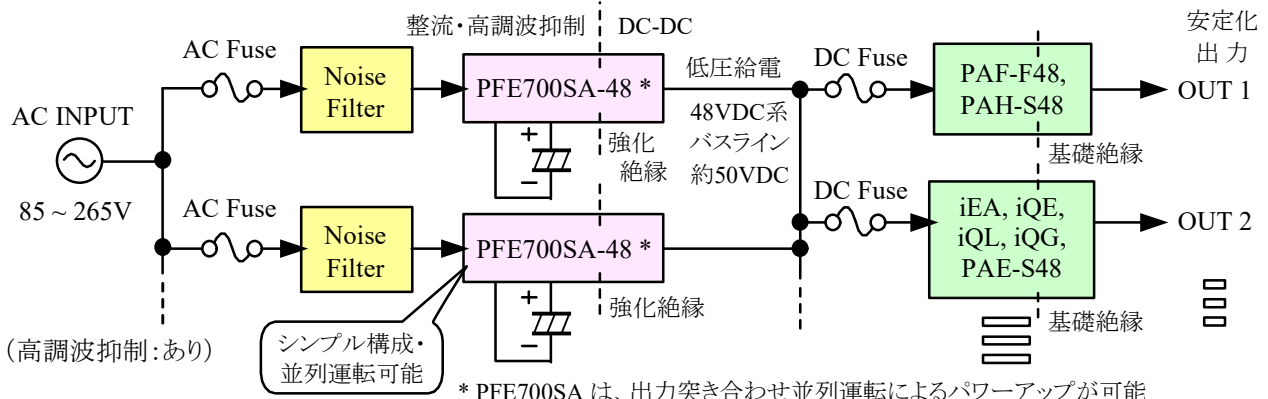 整流・高調波抑制
DC-DC
安定化
出 力
AC Fuse
Noise
Filter
PFE700SA-48 *
低圧給電
DC Fuse
PAF-F48,
PAH-S48
OUT 1
AC INPUT
48VDC系
バスライン
約50VDC
+
−
強化
絶縁
基礎絶縁
85 ~ 265V
AC Fuse
Noise
Filter
PFE700SA-48 *
DC Fuse
iEA, iQE,
iQL, iQG,
PAE-S48
OUT 2
+
−
強化絶縁
基礎絶縁
(高調波抑制:あり)
シンプル構成・
並列運転可能
* PFE700SA は、出力突き合わせ並列運転によるパワーアップが可能